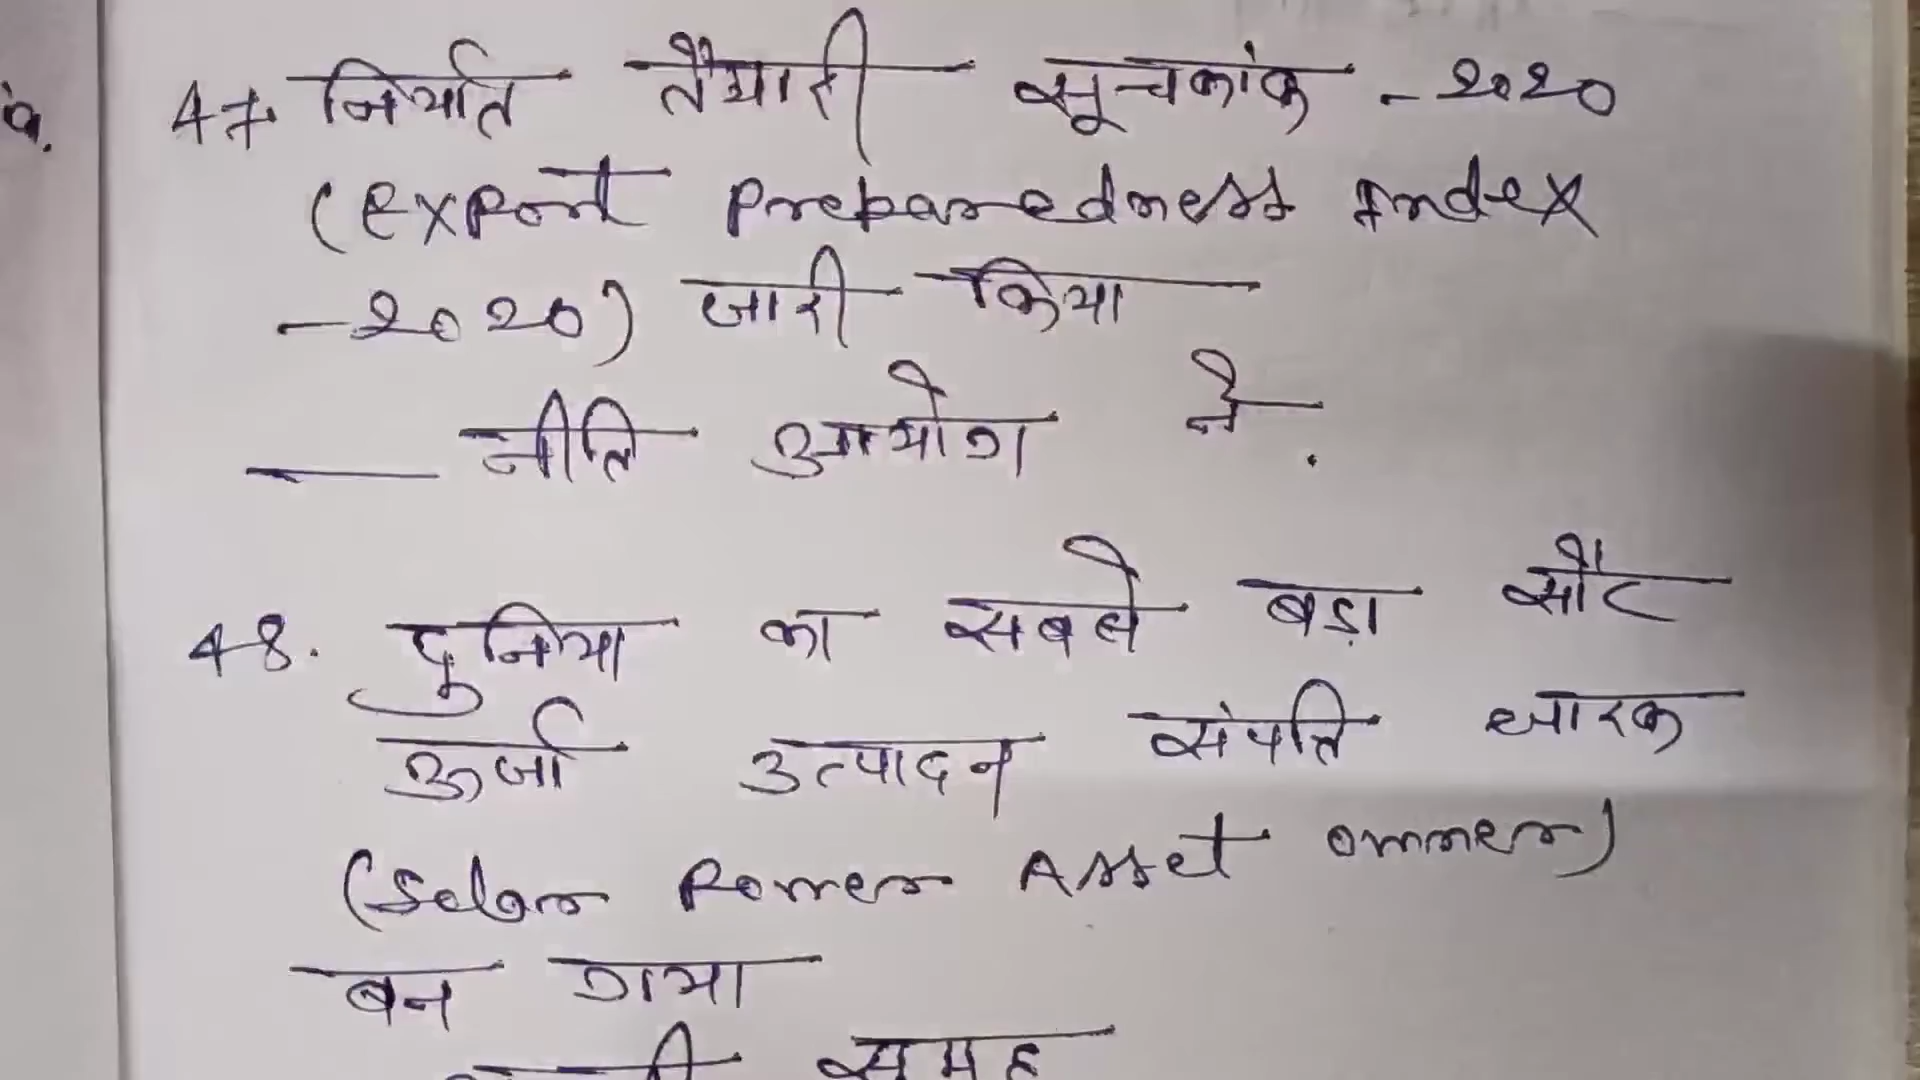 47. निर्यात तैयारी सूचकांक - 2020
(Export Preparedness Index
-2020) जारी किया
— नीति आयोग ने.
48. दुनिया का सबसे बड़ा सौर
ऊर्जा उत्पादन संपत्ति धारक
(Solar Power Asset owner)
बन गया
समूह